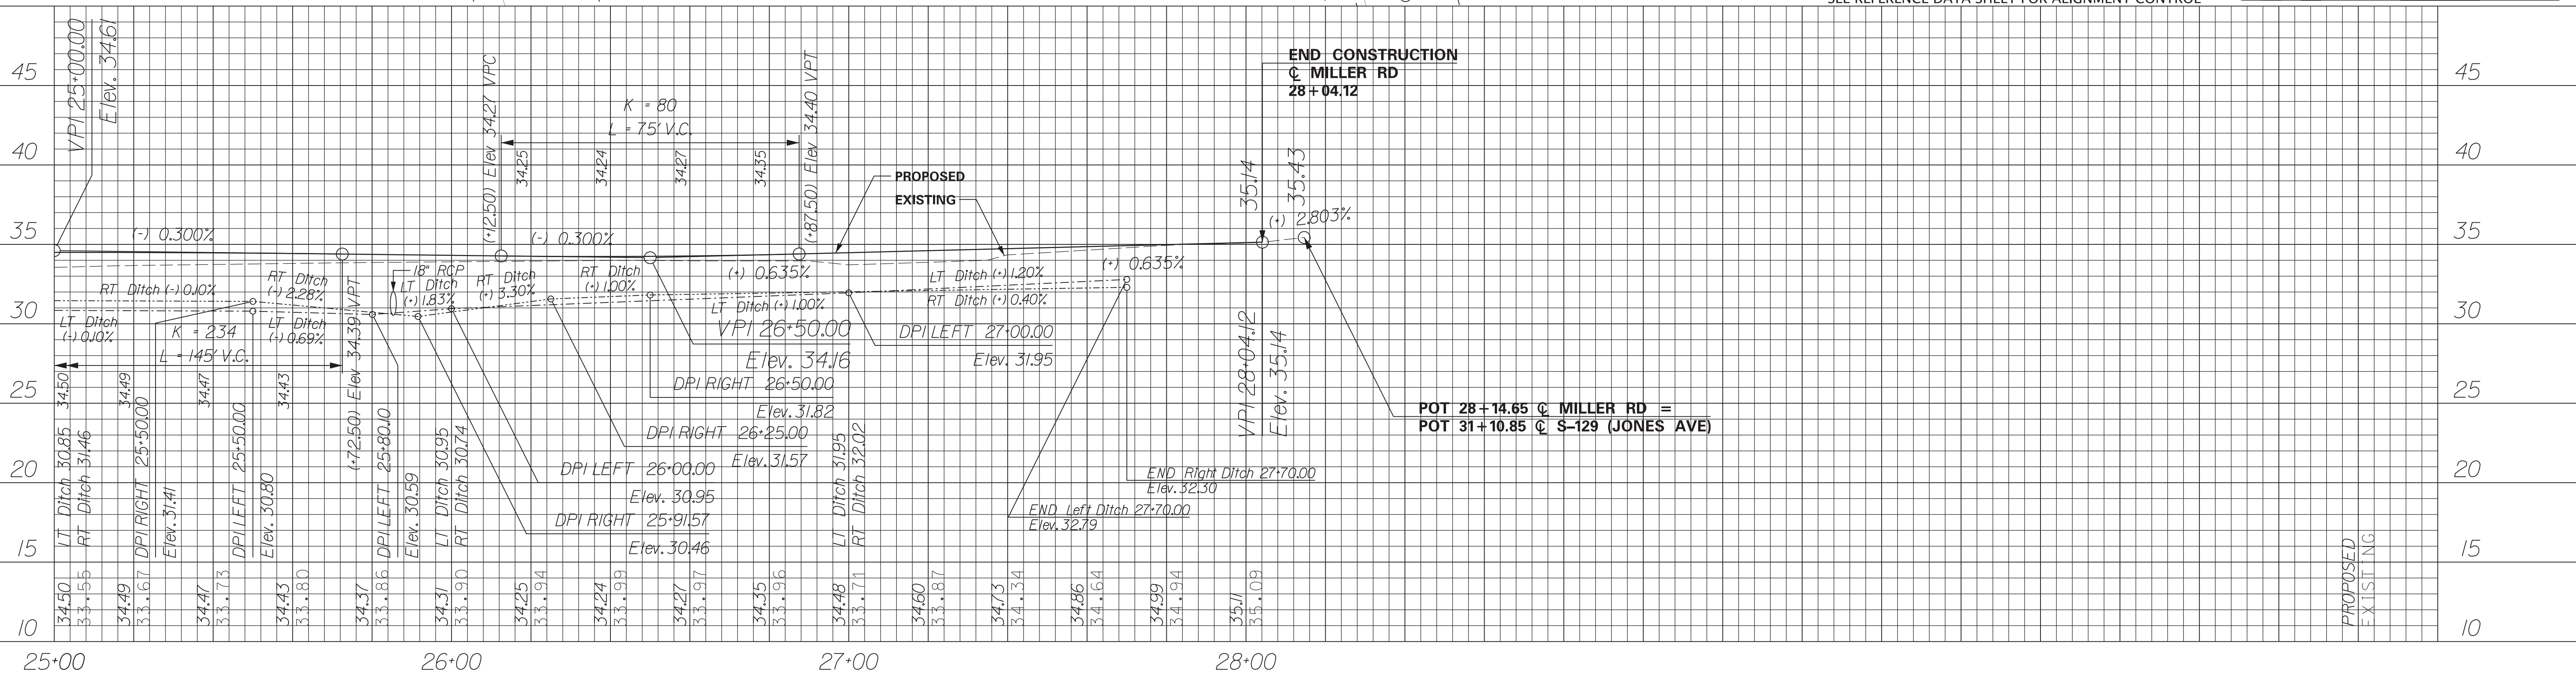 SEE REFERENCE DATA SHEET FOR ALIGNMENT CONTROL
45
40
35
30
25
20
15
10
VPI 25+00.00
Elev. 34.61
(-) 0.300%
RT Ditch (-) 0.10%
LT Ditch
(-) 0.10%
K = 234
L = 145' V.C.
RT Ditch
(-) 2.28%
LT Ditch
(-) 0.69%
(+72.50) Elev 34.39 VPT
18" RCP
LT Ditch
(+) 1.83%
RT Ditch
(+) 3.30%
(+12.50) Elev 34.27 VPC
K = 80
L = 75' V.C.
34.25
34.24
34.27
34.35
(+87.50) Elev 34.40 VPT
(-) 0.300%
RT Ditch
(+) 1.00%
(+) 0.635%
LT Ditch (+) 1.00%
PROPOSED
EXISTING
LT Ditch (+) 1.20%
RT Ditch (+) 0.40%
(+) 0.635%
END CONSTRUCTION
℄ MILLER RD
28+04.12
35.14
35.43
(+) 2.803%
VPI 28+04.12
Elev. 35.14
POT 28+14.65 ℄ MILLER RD =
POT 31+10.85 ℄ S-129 (JONES AVE)
VPI 26+50.00
Elev. 34.16
DPI LEFT 27+00.00
Elev. 31.95
DPI RIGHT 26+50.00
Elev. 31.82
DPI RIGHT 26+25.00
Elev. 31.57
DPI LEFT 26+00.00
Elev. 30.95
DPI RIGHT 25+91.57
Elev. 30.46
END Right Ditch 27+70.00
Elev. 32.30
END Left Ditch 27+70.00
Elev. 32.79
34.50
34.49
34.47
34.43
LT Ditch 30.85
RT Ditch 31.46
DPI RIGHT 25+50.00
Elev. 31.41
DPI LEFT 25+50.00
Elev. 30.80
DPI LEFT 25+80.00
Elev. 30.59
LT Ditch 30.95
RT Ditch 30.74
LT Ditch 31.95
RT Ditch 32.02
34.50
33.55
34.49
33.67
34.47
33.73
34.43
33.80
34.37
33.86
34.31
33.90
34.25
33.94
34.24
33.99
34.27
33.97
34.35
33.96
34.48
33.71
34.60
33.87
34.73
34.34
34.86
34.64
34.99
34.94
35.11
35.09
PROPOSED
EXISTING
45
40
35
30
25
20
15
10
25+00
26+00
27+00
28+00